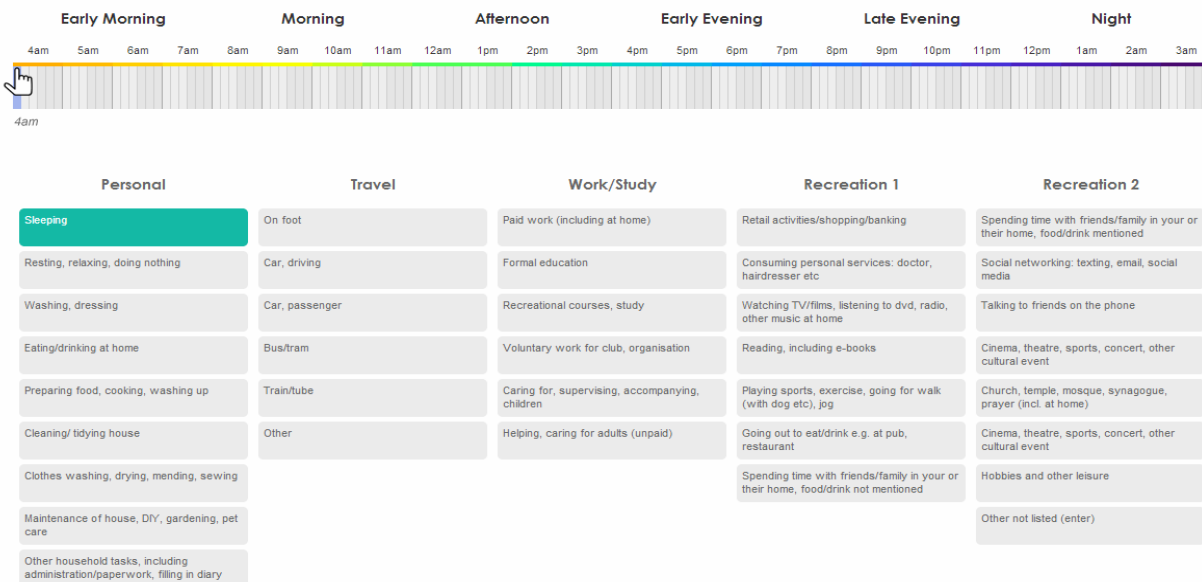 Early Morning Morning Afternoon Early Evening Late Evening Night
4am 5am 6am 7am 8am 9am 10am 11am 12am 1pm 2pm 3pm 4pm 5pm 6pm 7pm 8pm 9pm 10pm 11pm 12pm 1am 2am 3am
4am
Personal
Sleeping
Resting, relaxing, doing nothing
Washing, dressing
Eating/drinking at home
Preparing food, cooking, washing up
Cleaning/ tidying house
Clothes washing, drying, mending, sewing
Maintenance of house, DIY, gardening, pet
care
Other household tasks, including
administration/paperwork, filling in diary
Travel
On foot
Car, driving
Car, passenger
Bus/tram
Train/tube
Other
Work/Study
Paid work (including at home)
Formal education
Recreational courses, study
Voluntary work for club, organisation
Caring for, supervising, accompanying,
children
Helping, caring for adults (unpaid)
Recreation 1
Retail activities/shopping/banking
Consuming personal services: doctor,
hairdresser etc
Watching TV/films, listening to dvd, radio,
other music at home
Reading, including e-books
Playing sports, exercise, going for walk
(with dog etc), jog
Going out to eat/drink e.g. at pub,
restaurant
Spending time with friends/family in your or
their home, food/drink not mentioned
Recreation 2
Spending time with friends/family in your or
their home, food/drink mentioned
Social networking: texting, email, social
media
Talking to friends on the phone
Cinema, theatre, sports, concert, other
cultural event
Church, temple, mosque, synagogue,
prayer (incl. at home)
Cinema, theatre, sports, concert, other
cultural event
Hobbies and other leisure
Other not listed (enter)